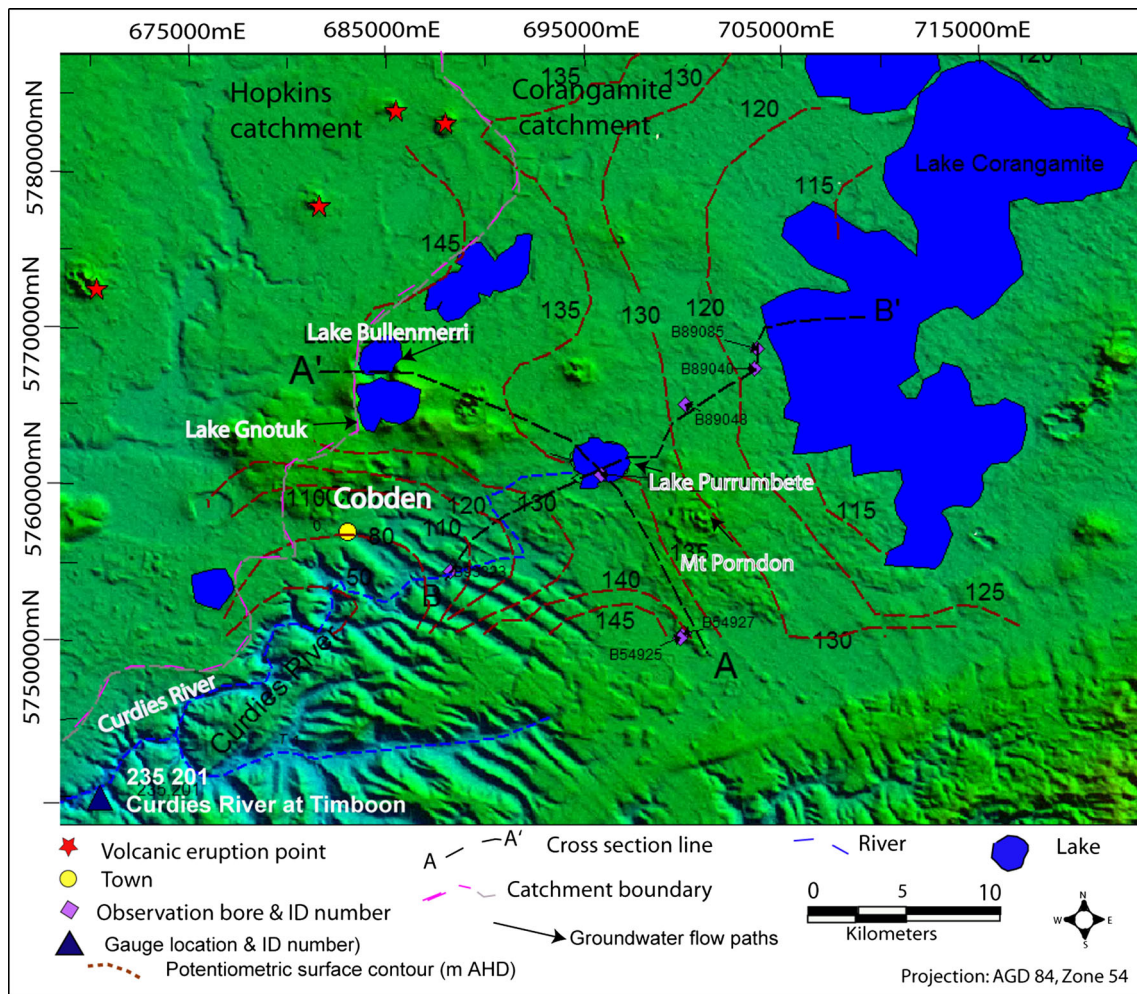 675000mE 685000mE 695000mE 705000mE 715000mE
5780000mN
5770000mN
5760000mN
5750000mN
Hopkins
catchment
Corangamite
catchment
135
130
120
120
Lake Corangamite
115
145
135
130
120
Lake Bullenmerri
A'
B'
B89085
B89040
B89043
Lake Gnotuk
Lake Purrumbete
110
Cobden
120
130
110
80
50
B
Mt Porndon
115
140
145
125
130
B54927
B54925
A
Curdies River
Curdies River
235 201
235 201
Curdies River at Timboon
Volcanic eruption point
Town
Observation bore & ID number
Gauge location & ID number)
Potentiometric surface contour (m AHD)
A A' Cross section line
Catchment boundary
Groundwater flow paths
River
Lake
0 5 10
Kilometers
N
W E
S
Projection: AGD 84, Zone 54